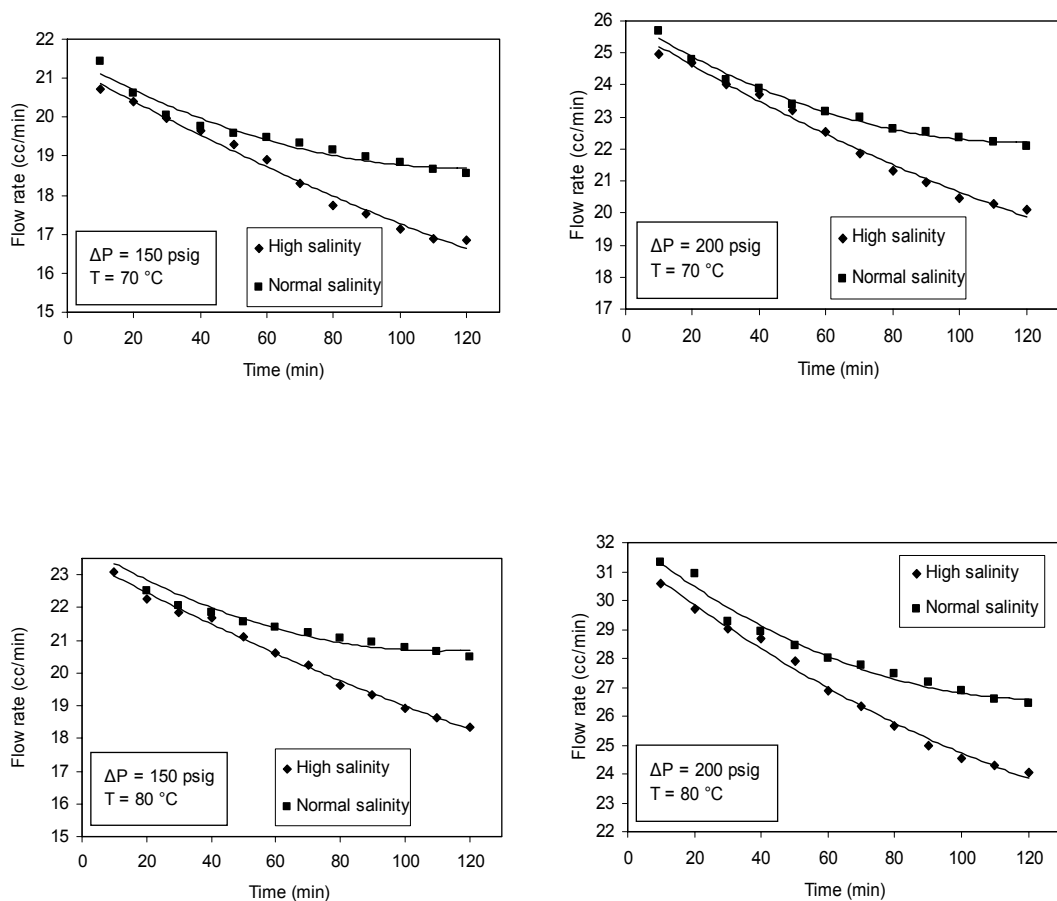 22
21
20
19
18
17
16
15
Flow rate (cc/min)
ΔP = 150 psig
T = 70 °C
High salinity
Normal salinity
0 20 40 60 80 100 120
Time (min)
26
25
24
23
22
21
20
19
18
17
Flow rate (cc/min)
ΔP = 200 psig
T = 70 °C
High salinity
Normal salinity
0 20 40 60 80 100 120
Time (min)
23
22
21
20
19
18
17
16
15
Flow rate (cc/min)
ΔP = 150 psig
T = 80 °C
High salinity
Normal salinity
0 20 40 60 80 100 120
Time (min)
32
31
30
29
28
27
26
25
24
23
22
Flow rate (cc/min)
High salinity
Normal salinity
ΔP = 200 psig
T = 80 °C
0 20 40 60 80 100 120
Time (min)